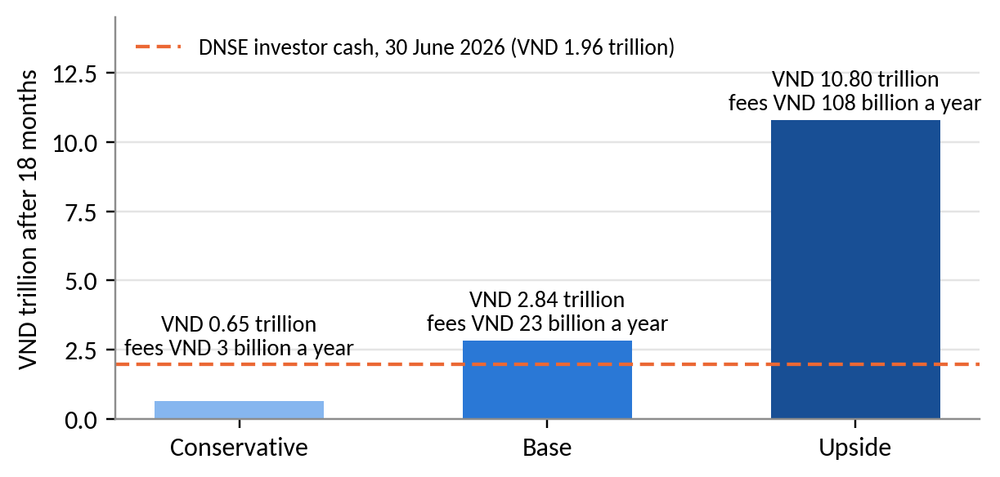 DNSE investor cash, 30 June 2026 (VND 1.96 trillion)
VND trillion after 18 months
12.5
10.0
7.5
5.0
2.5
0.0
VND 0.65 trillion
fees VND 3 billion a year
VND 2.84 trillion
fees VND 23 billion a year
VND 10.80 trillion
fees VND 108 billion a year
Conservative
Base
Upside